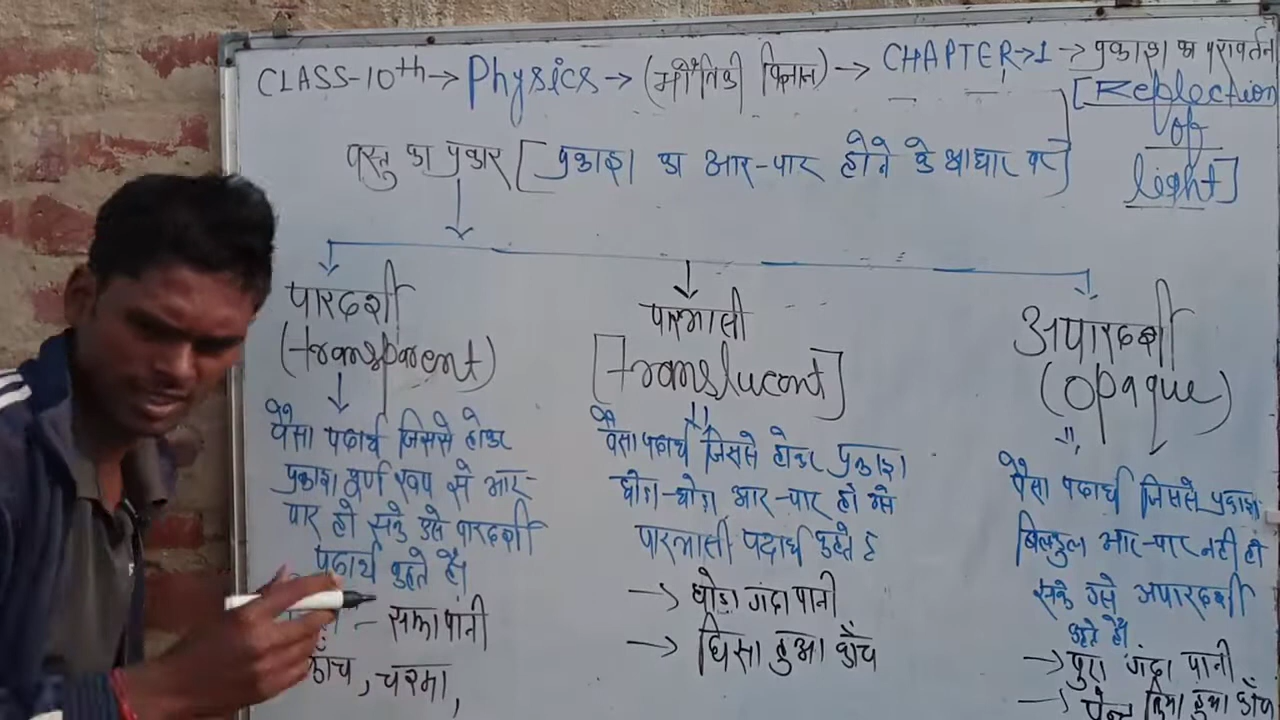 CLASS-10th→ Physics→ (भौतिकी विज्ञान) → CHAPTER→1 → प्रकाश का परावर्तन
[Reflection of light]
वस्तु का प्रकार [प्रकाश का आर-पार होने के आधार पर]
पारदर्शी
(transparent)
वैसा पदार्थ जिससे होकर
प्रकाश पूर्ण रूप से आर-
पार हो सके उसे पारदर्शी
पदार्थ कहते हैं।
- साफ पानी
काच, चश्मा,
पारभासी
[translucent]
वैसा पदार्थ जिससे होकर प्रकाश
थोड़ा-थोड़ा आर-पार हो उसे
पारभासी पदार्थ कहते है
→ थोड़ा गंदा पानी
→ घिसा हुआ काँच
अपारदर्शी
(opaque)
वैसा पदार्थ जिससे प्रकाश
बिल्कुल आर-पार नही हो
सके उसे अपारदर्शी
कहते हैं।
→ पुरा गंदा पानी
→ पेन्ट किया हुआ काँच